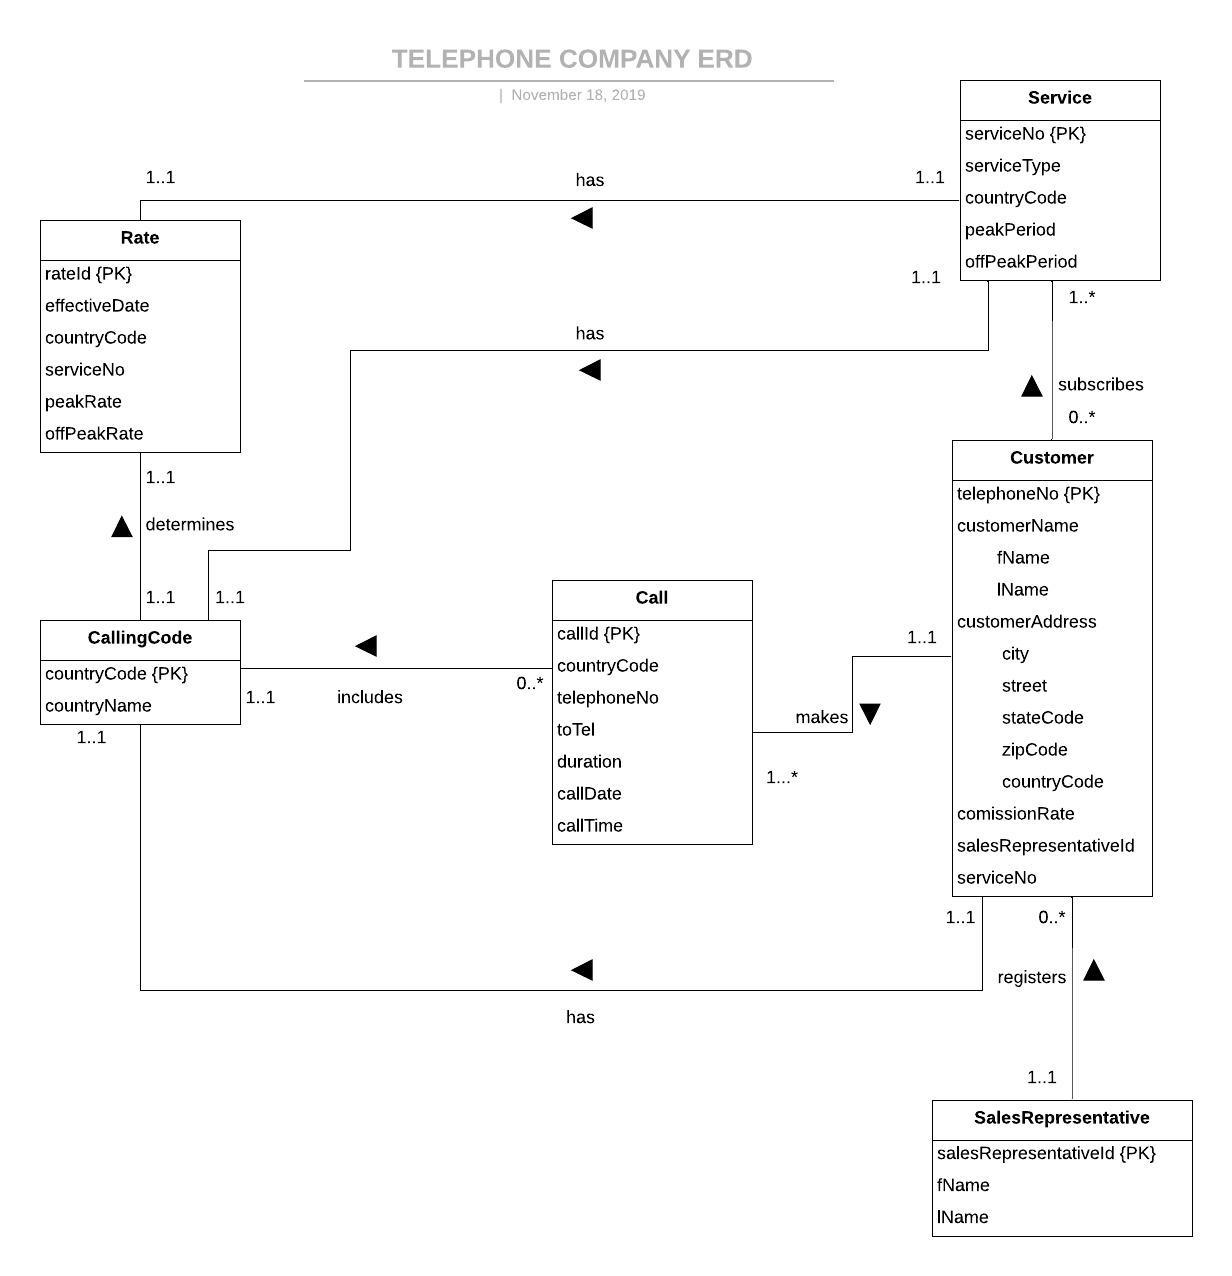 TELEPHONE COMPANY ERD
| November 18, 2019
Service
serviceNo {PK}
serviceType
countryCode
peakPeriod
offPeakPeriod
1..1
has
1..1
Rate
rateId {PK}
effectiveDate
countryCode
serviceNo
peakRate
offPeakRate
1..1
has
1..*
subscribes
0..*
1..1
determines
1..1
1..1
Customer
telephoneNo {PK}
customerName
fName
lName
customerAddress
city
street
stateCode
zipCode
countryCode
comissionRate
salesRepresentativeId
serviceNo
CallingCode
countryCode {PK}
countryName
1..1
includes
0..*
1..1
Call
callId {PK}
countryCode
telephoneNo
toTel
duration
callDate
callTime
1..1
makes
1...*
1..1
0..*
registers
has
1..1
SalesRepresentative
salesRepresentativeId {PK}
fName
lName